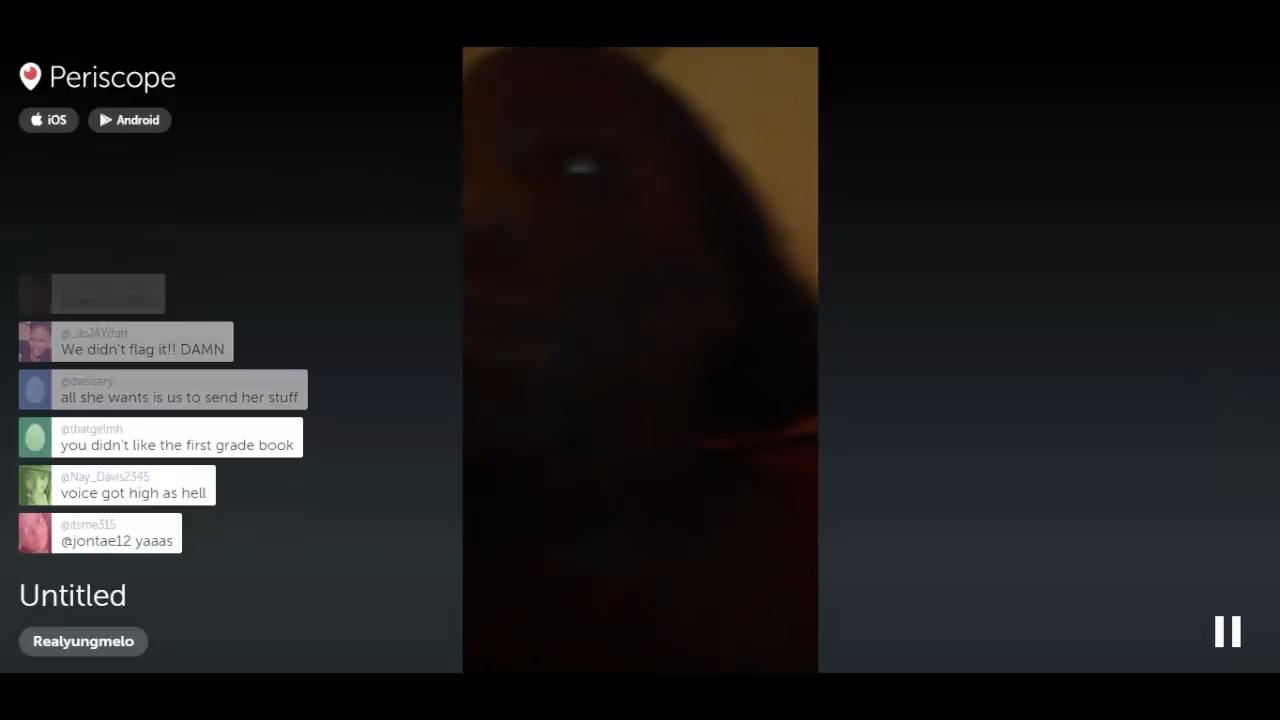 Periscope
iOS
Android
We didn't flag it!! DAMN
@dveiisery
all she wants is us to send her stuff
@thatgirlmh
you didn't like the first grade book
@Nay_Davis2345
voice got high as hell
@itsme315
@jontae12 yaaas
Untitled
Realyungmelo